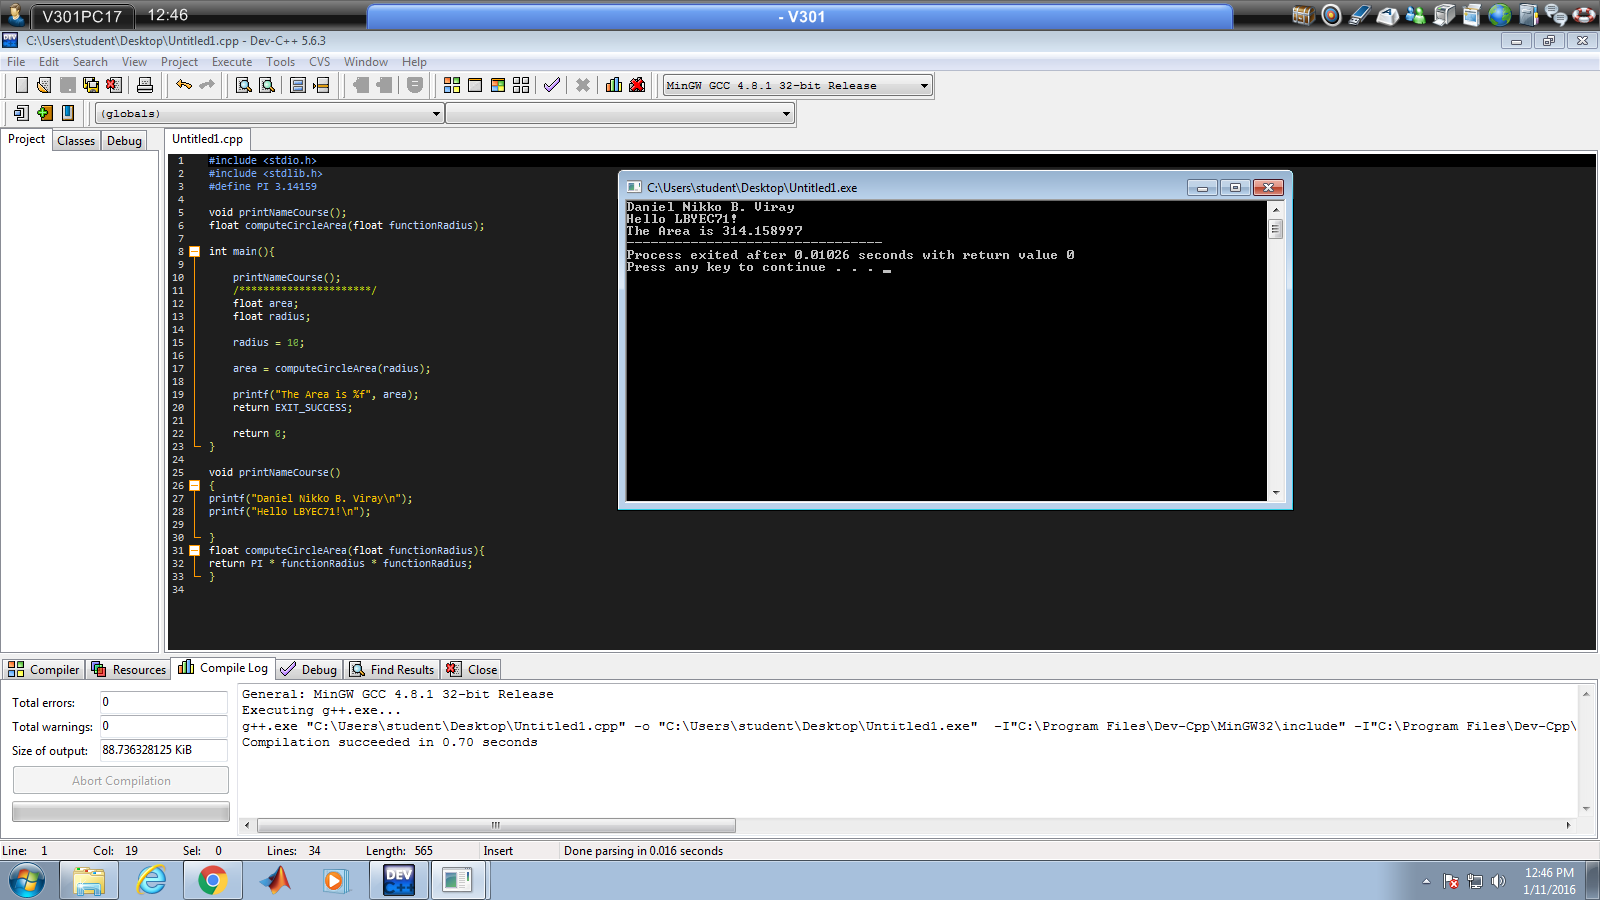 V301PC17
12:46
- V301
C:\Users\student\Desktop\Untitled1.cpp - Dev-C++ 5.6.3
File Edit Search View Project Execute Tools CVS Window Help
MinGW GCC 4.8.1 32-bit Release
(globals)
Project Classes Debug
Untitled1.cpp
1 #include <stdio.h>
2 #include <stdlib.h>
3 #define PI 3.14159
4
5 void printNameCourse();
6 float computeCircleArea(float functionRadius);
7
8 int main(){
9
10 printNameCourse();
11 /**********************/
12 float area;
13 float radius;
14
15 radius = 10;
16
17 area = computeCircleArea(radius);
18
19 printf("The Area is %f", area);
20 return EXIT_SUCCESS;
21
22 return 0;
23 }
24
25 void printNameCourse()
26 {
27 printf("Daniel Nikko B. Viray\n");
28 printf("Hello LBYEC71!\n");
29
30 }
31 float computeCircleArea(float functionRadius){
32 return PI * functionRadius * functionRadius;
33 }
34
C:\Users\student\Desktop\Untitled1.exe
Daniel Nikko B. Viray
Hello LBYEC71!
The Area is 314.158997
--------------------------------
Process exited after 0.01026 seconds with return value 0
Press any key to continue . . . _
Compiler Resources Compile Log Debug Find Results Close
Total errors: 0
Total warnings: 0
Size of output: 88.736328125 KiB
Abort Compilation
General: MinGW GCC 4.8.1 32-bit Release
Executing g++.exe...
g++.exe "C:\Users\student\Desktop\Untitled1.cpp" -o "C:\Users\student\Desktop\Untitled1.exe"  -I"C:\Program Files\Dev-Cpp\MinGW32\include" -I"C:\Program Files\Dev-Cpp\
Compilation succeeded in 0.70 seconds
Line: 1 Col: 19 Sel: 0 Lines: 34 Length: 565 Insert Done parsing in 0.016 seconds
DEV C++
12:46 PM
1/11/2016